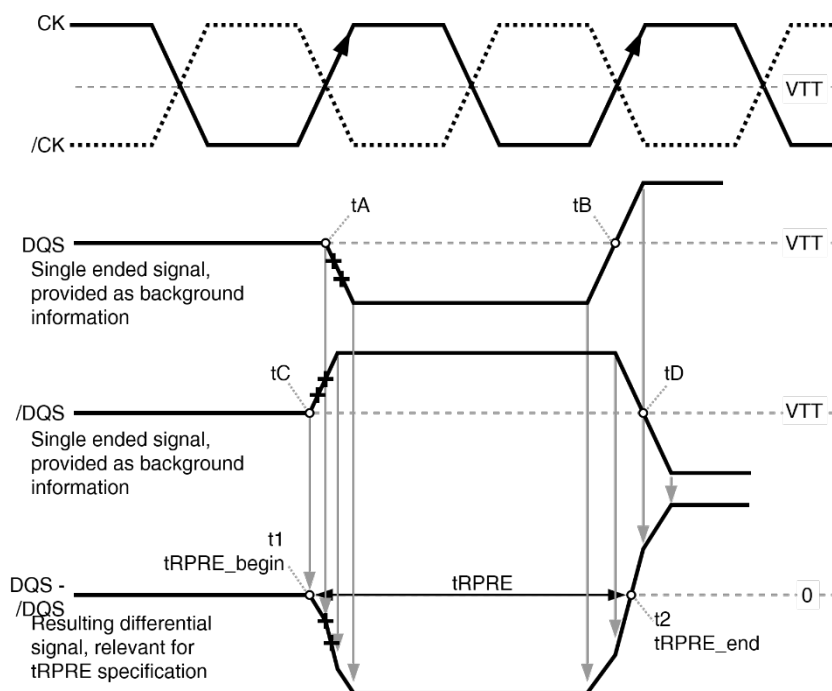 CK
VTT
/CK
tA
tB
DQS
VTT
Single ended signal,
provided as background
information
tC
tD
/DQS
VTT
Single ended signal,
provided as background
information
t1
tRPRE_begin
tRPRE
DQS -
/DQS
0
Resulting differential
signal, relevant for
tRPRE specification
t2
tRPRE_end